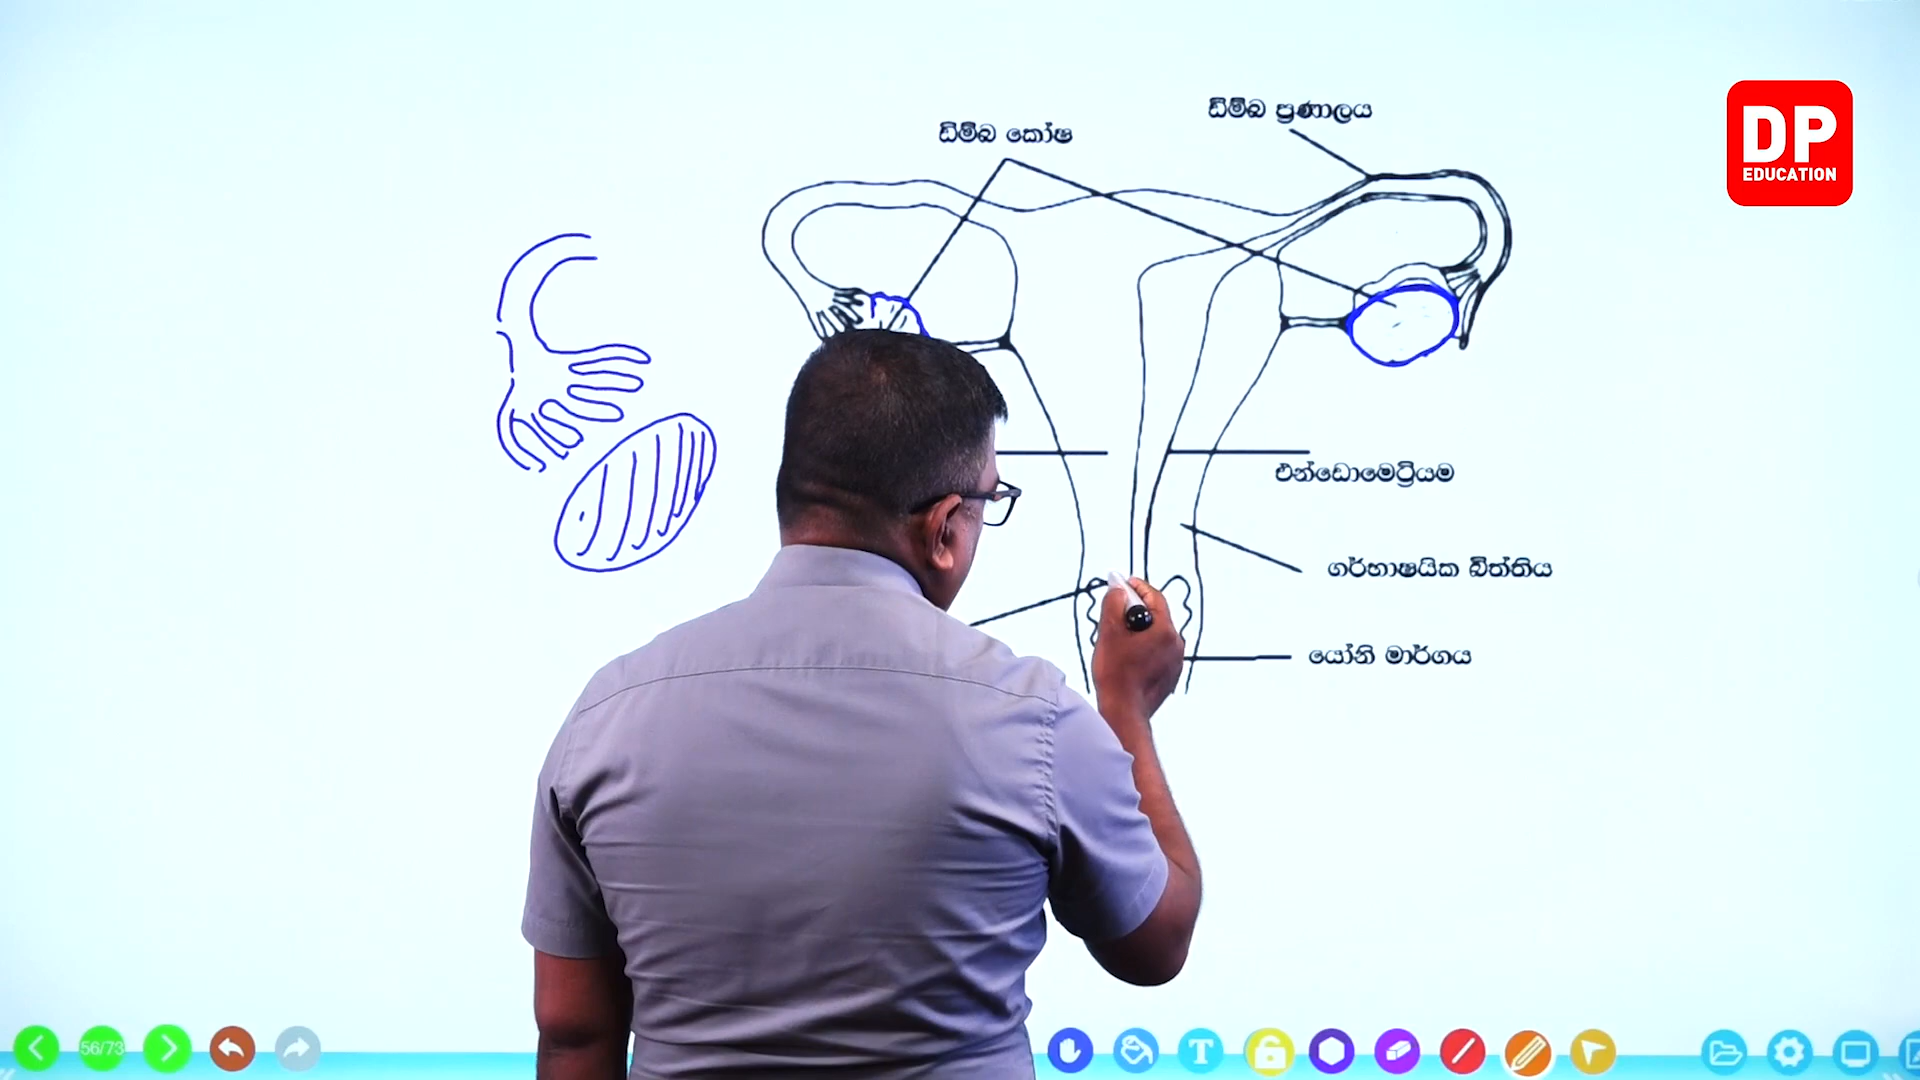 ඩිම්බ ප්‍රණාලය
ඩිම්බ කෝෂ
DP
EDUCATION
එන්ඩොමෙට්‍රියම
ගර්භාෂයික බිත්තිය
යෝනි මාර්ගය
56/73
T